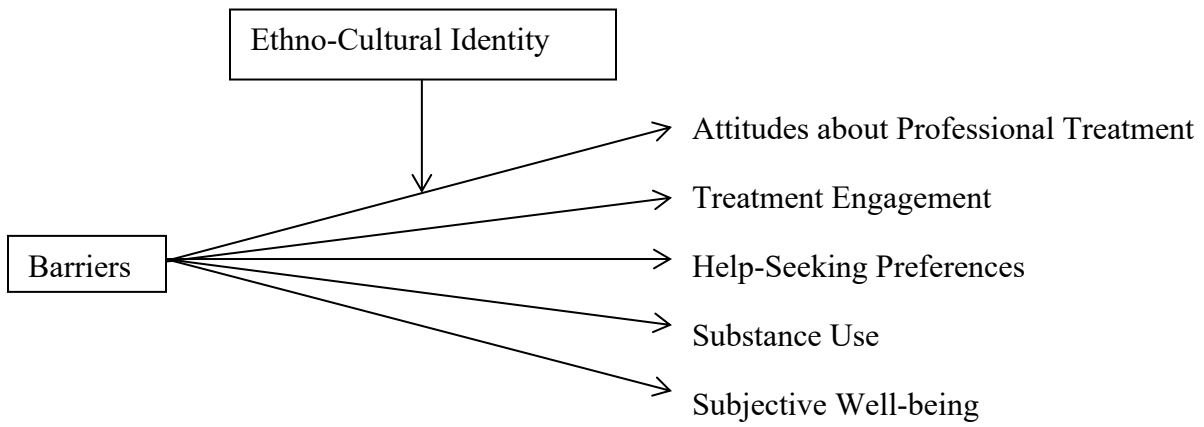 Ethno-Cultural Identity
Attitudes about Professional Treatment
Treatment Engagement
Barriers
Help-Seeking Preferences
Substance Use
Subjective Well-being